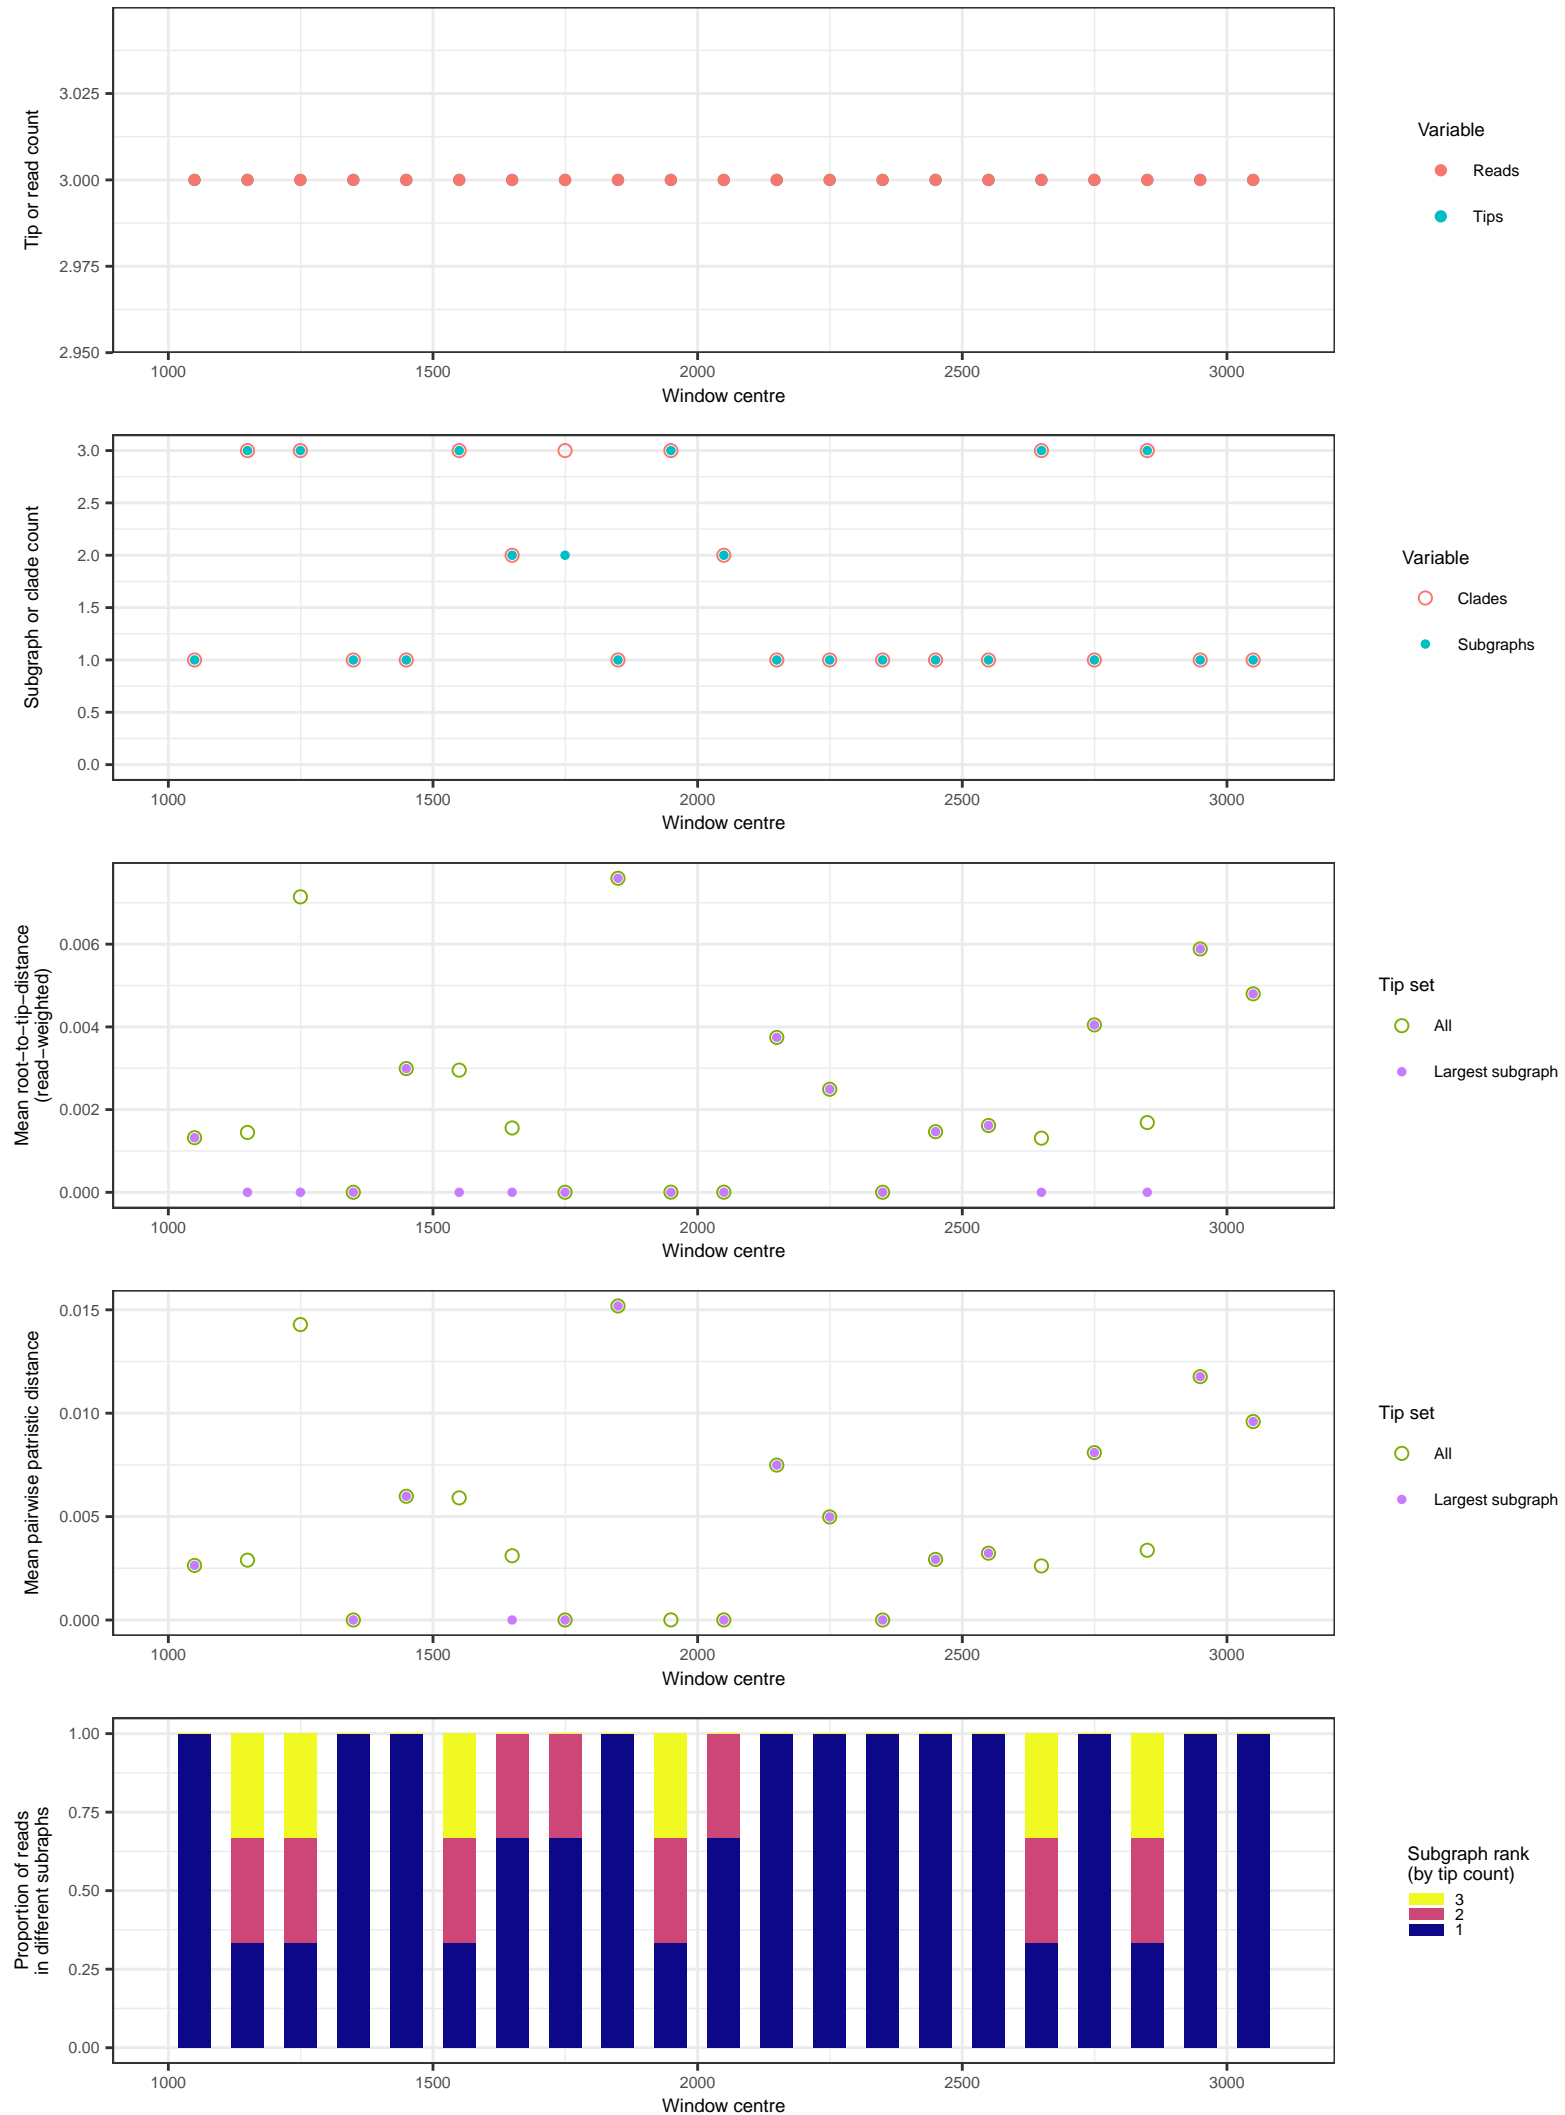 Tip or read count
3.025
3.000
2.975
2.950
1000 1500 2000 2500 3000
Window centre
Variable
Reads
Tips
Subgraph or clade count
3.0
2.5
2.0
1.5
1.0
0.5
0.0
1000 1500 2000 2500 3000
Window centre
Variable
Clades
Subgraphs
Mean root−to−tip−distance
(read−weighted)
0.006
0.004
0.002
0.000
1000 1500 2000 2500 3000
Window centre
Tip set
All
Largest subgraph
Mean pairwise patristic distance
0.015
0.010
0.005
0.000
1000 1500 2000 2500 3000
Window centre
Tip set
All
Largest subgraph
Proportion of reads
in different subraphs
1.00
0.75
0.50
0.25
0.00
1000 1500 2000 2500 3000
Window centre
Subgraph rank
(by tip count)
3
2
1